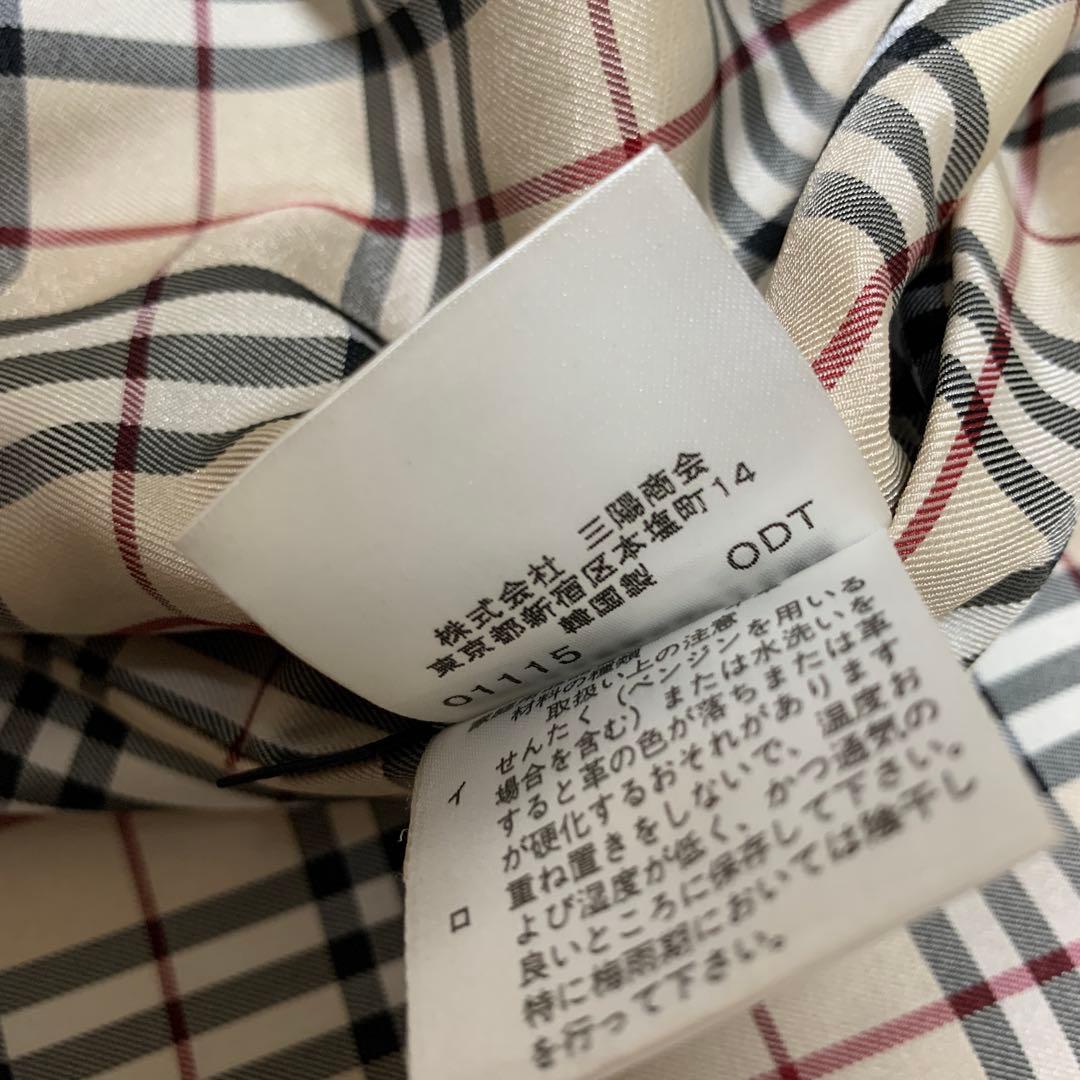 株式会社 三陽商会
東京都新宿区本塩町14
韓国製
01115 ODT
材料の種類
取扱い上の注意
イ せんたく(ベンジンを用いる
場合を含む)または水洗いを
すると革の色が落ちまたは革
が硬化するおそれがあります
ロ 重ね置きをしないで、温度お
よび湿度が低く、かつ通気の
良いところに保存して下さい。
特に梅雨期においては陰干し
を行って下さい。